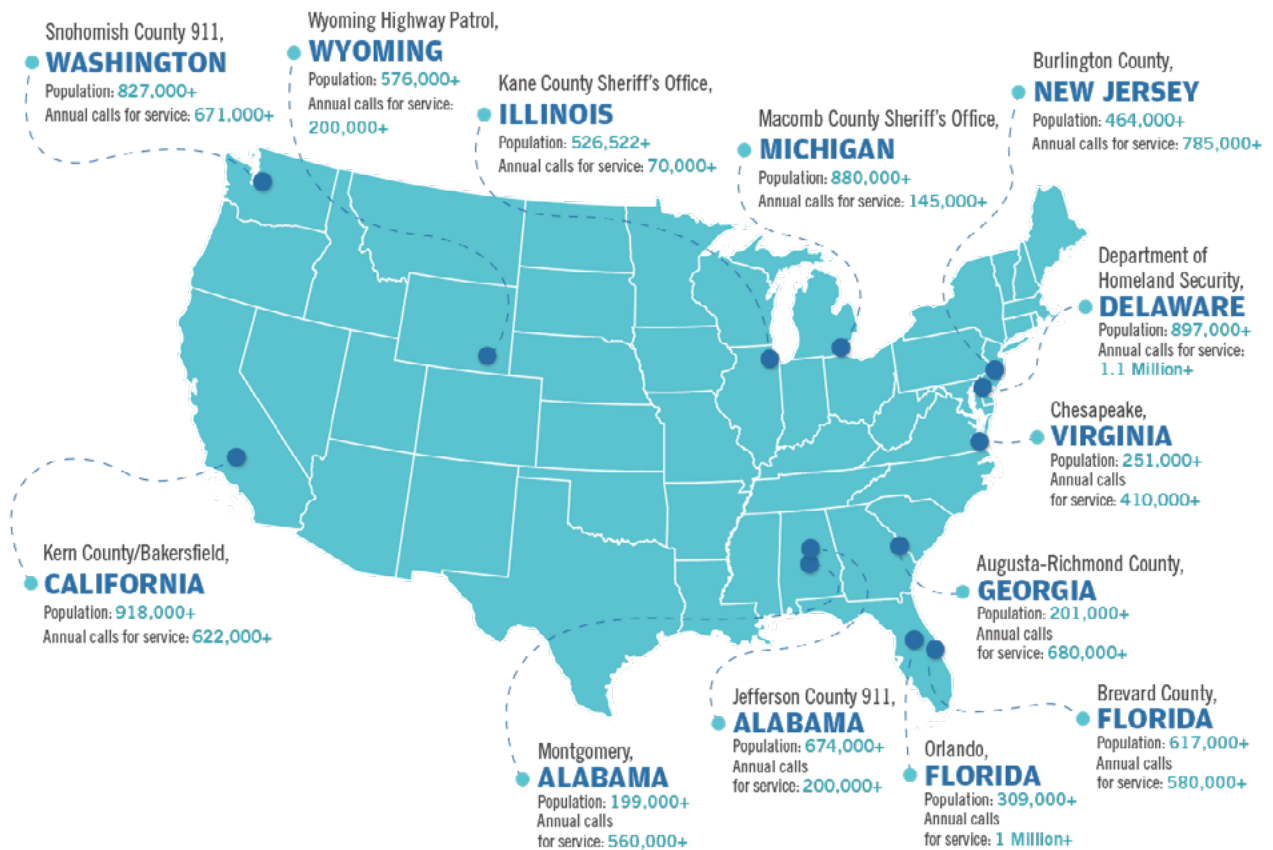 Snohomish County 911,
WASHINGTON
Population: 827,000+
Annual calls for service: 671,000+
Wyoming Highway Patrol,
WYOMING
Population: 576,000+
Annual calls for service:
200,000+
Kane County Sheriff's Office,
ILLINOIS
Population: 526,522+
Annual calls for service: 70,000+
Macomb County Sheriff's Office,
MICHIGAN
Population: 880,000+
Annual calls for service: 145,000+
Burlington County,
NEW JERSEY
Population: 464,000+
Annual calls for service: 785,000+
Department of
Homeland Security,
DELAWARE
Population: 897,000+
Annual calls for service:
1.1 Million+
Chesapeake,
VIRGINIA
Population: 251,000+
Annual calls
for service: 410,000+
Kern County/Bakersfield,
CALIFORNIA
Population: 918,000+
Annual calls for service: 622,000+
Augusta-Richmond County,
GEORGIA
Population: 201,000+
Annual calls
for service: 680,000+
Montgomery,
ALABAMA
Population: 199,000+
Annual calls
for service: 560,000+
Jefferson County 911,
ALABAMA
Population: 674,000+
Annual calls
for service: 200,000+
Orlando,
FLORIDA
Population: 309,000+
Annual calls
for service: 1 Million+
Brevard County,
FLORIDA
Population: 617,000+
Annual calls
for service: 580,000+